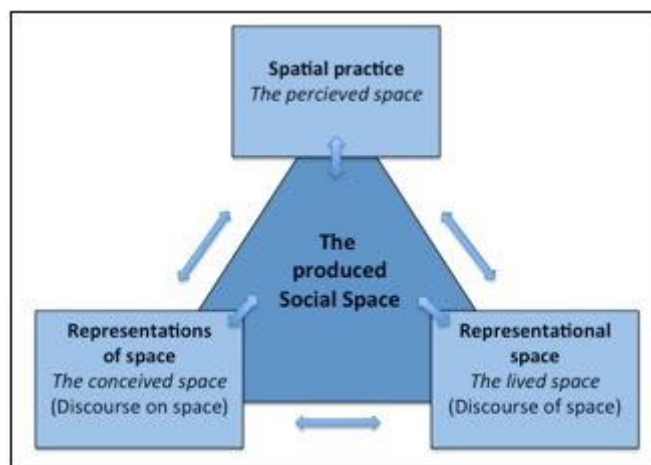 Spatial practice
The percieved space
The
produced
Social Space
Representations
of space
The conceived space
(Discourse on space)
Representational
space
The lived space
(Discourse of space)